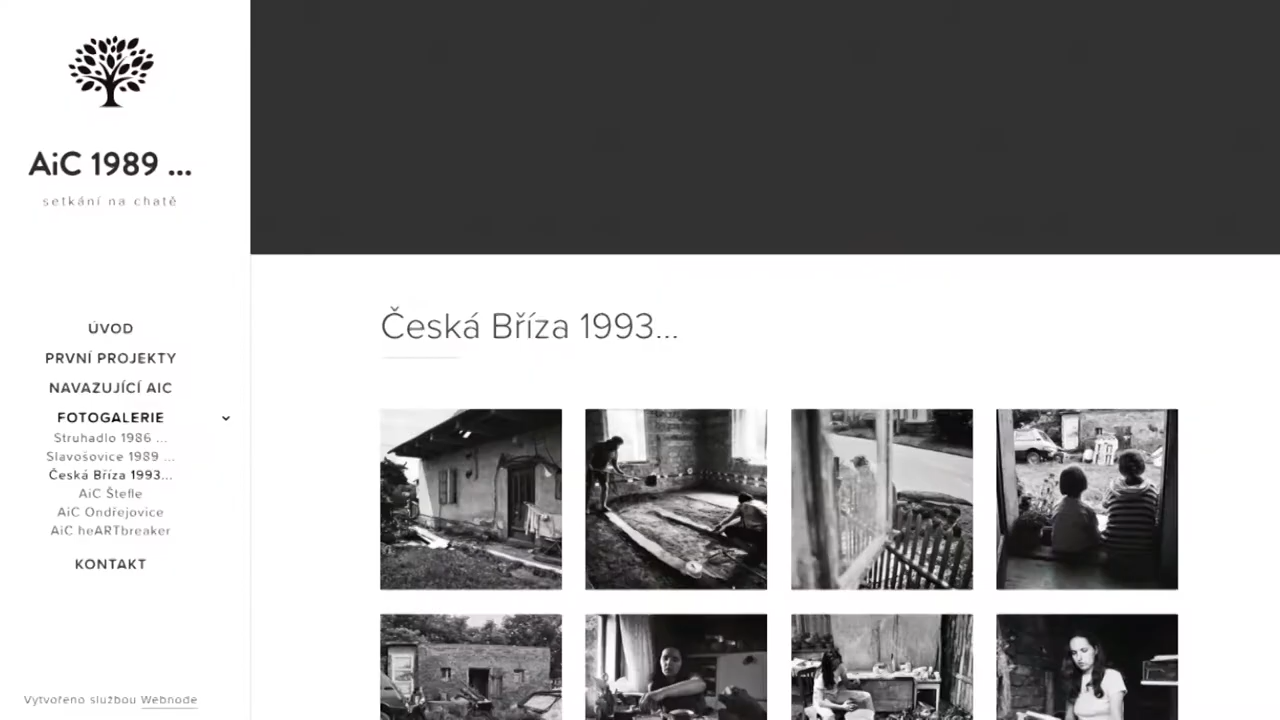 AiC 1989 ...
setkání na chatě
ÚVOD
PRVNÍ PROJEKTY
NAVAZUJÍCÍ AIC
FOTOGALERIE
Struhadlo 1986 ...
Slavošovice 1989 ...
Česká Bříza 1993...
AiC Štefle
AiC Ondřejovice
AiC heARTbreaker
KONTAKT
Vytvořeno službou Webnode
Česká Bříza 1993...